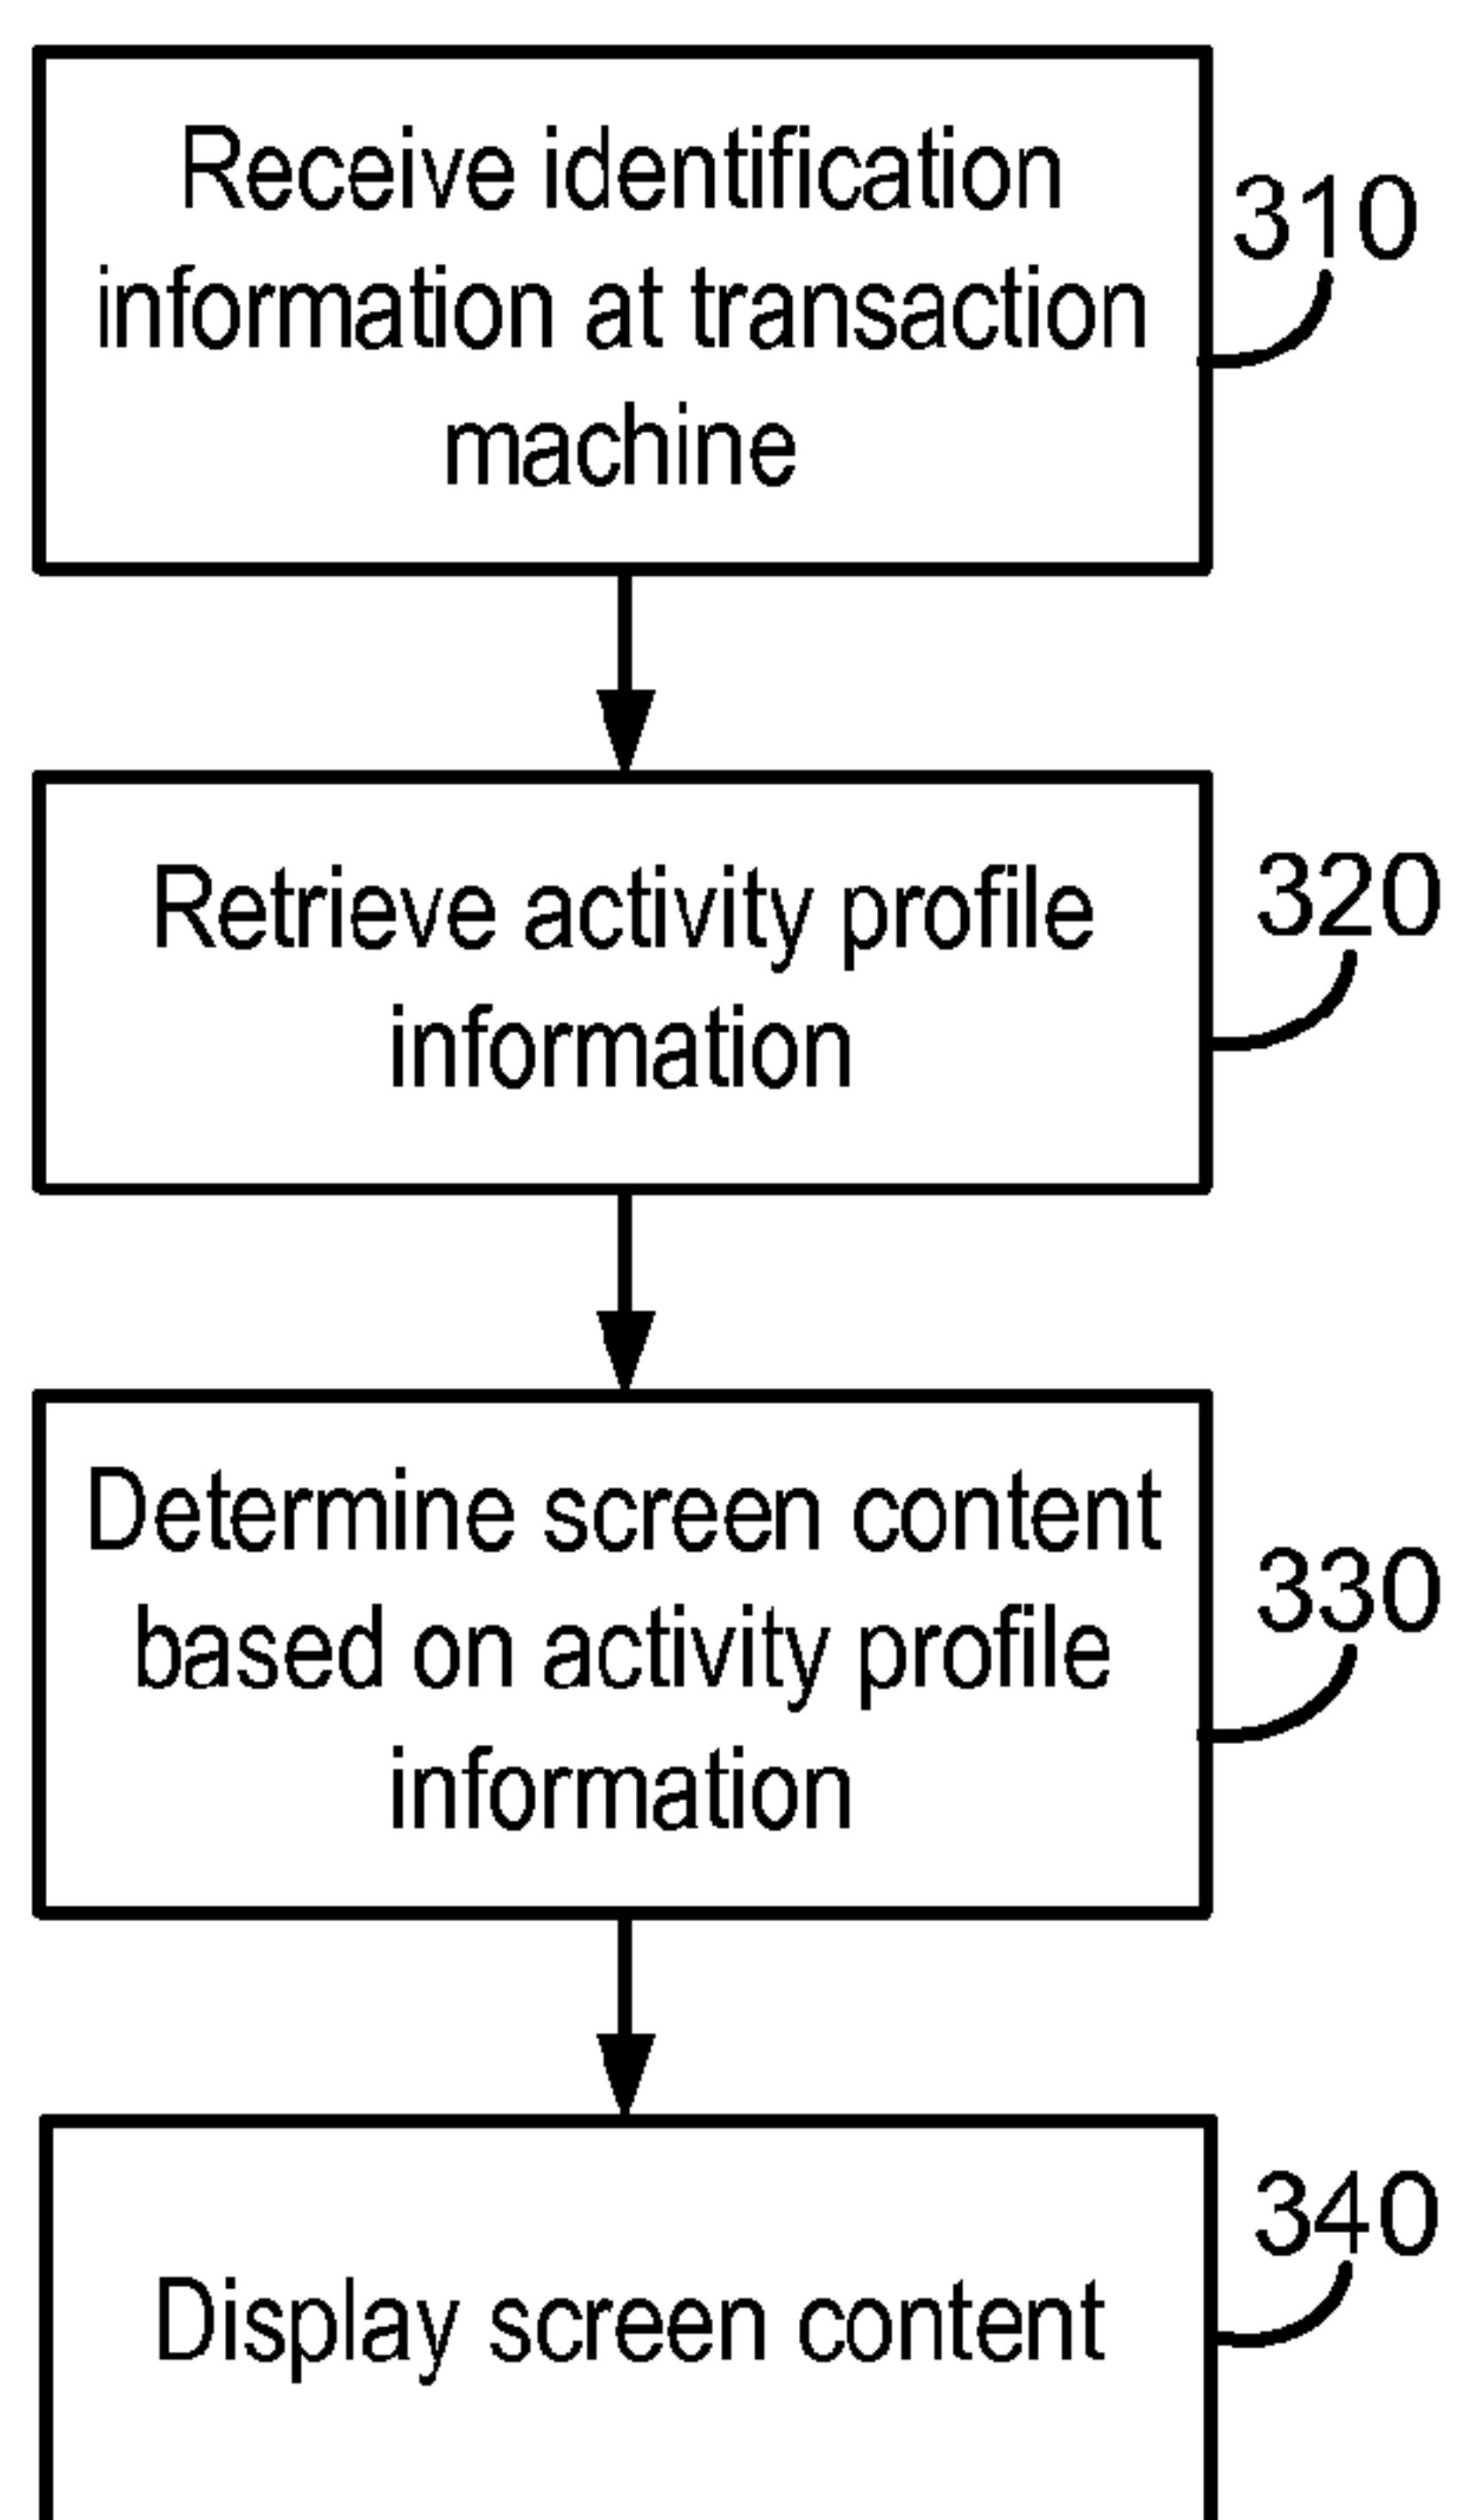 Receive identification
information at transaction
machine
310
Retrieve activity profile
information
320
Determine screen content
based on activity profile
information
330
Display screen content
340